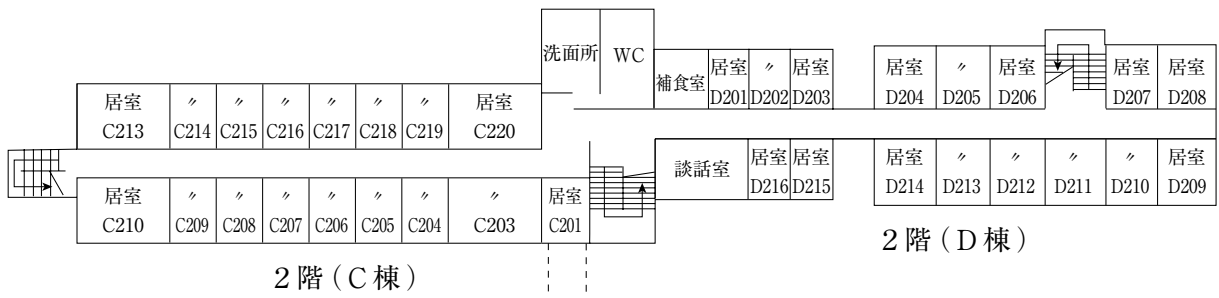 洗面所 WC
補食室 居室 D201 〃 D202 居室 D203
居室 D204 〃 D205 居室 D206 居室 D207 居室 D208
居室 C213 〃 C214 〃 C215 〃 C216 〃 C217 〃 C218 〃 C219 居室 C220
談話室 居室 D216 居室 D215
居室 D214 〃 D213 〃 D212 〃 D211 〃 D210 居室 D209
居室 C210 〃 C209 〃 C208 〃 C207 〃 C206 〃 C205 〃 C204 〃 C203 居室 C201
2階(C棟)
2階(D棟)